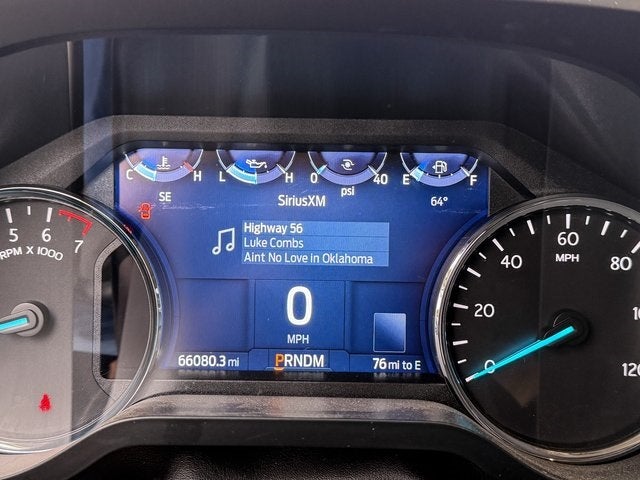 C H L H 0 40 E F
psi
SE SiriusXM 64°
Highway 56
Luke Combs
Aint No Love in Oklahoma
0
MPH
66080.3 mi PRNDM 76 mi to E
5 6 7
RPM X 1000
0 20 40 60 80 120
MPH